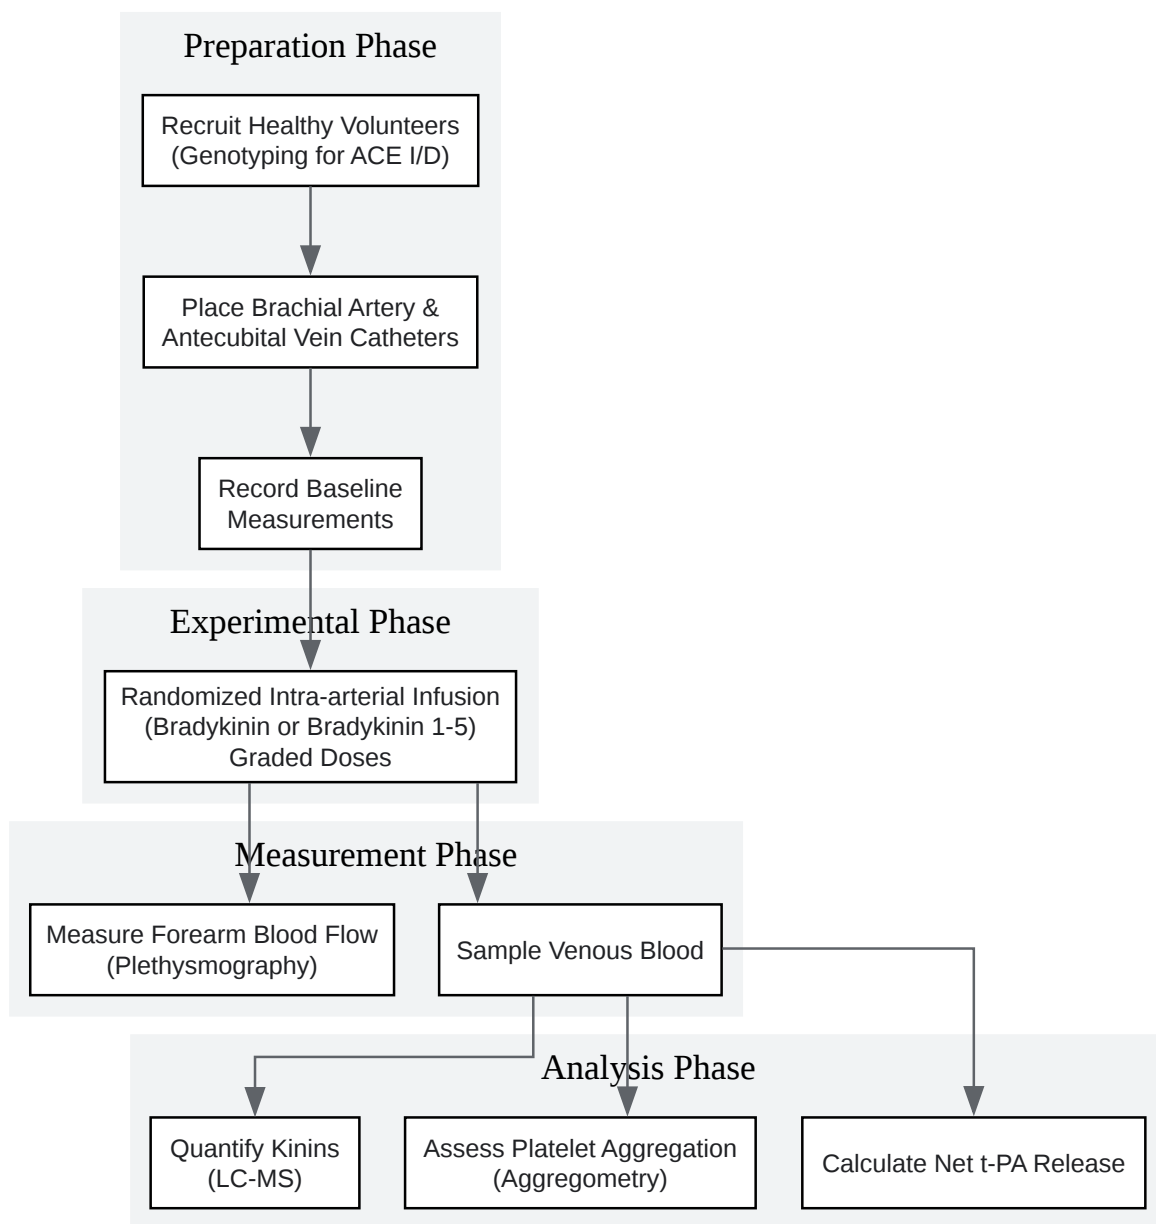 Preparation Phase
Recruit Healthy Volunteers
(Genotyping for ACE I/D)
Place Brachial Artery &
Antecubital Vein Catheters
Record Baseline
Measurements
Experimental Phase
Randomized Intra-arterial Infusion
(Bradykinin or Bradykinin 1-5)
Graded Doses
Measurement Phase
Measure Forearm Blood Flow
(Plethysmography)
Sample Venous Blood
Analysis Phase
Quantify Kinins
(LC-MS)
Assess Platelet Aggregation
(Aggregometry)
Calculate Net t-PA Release